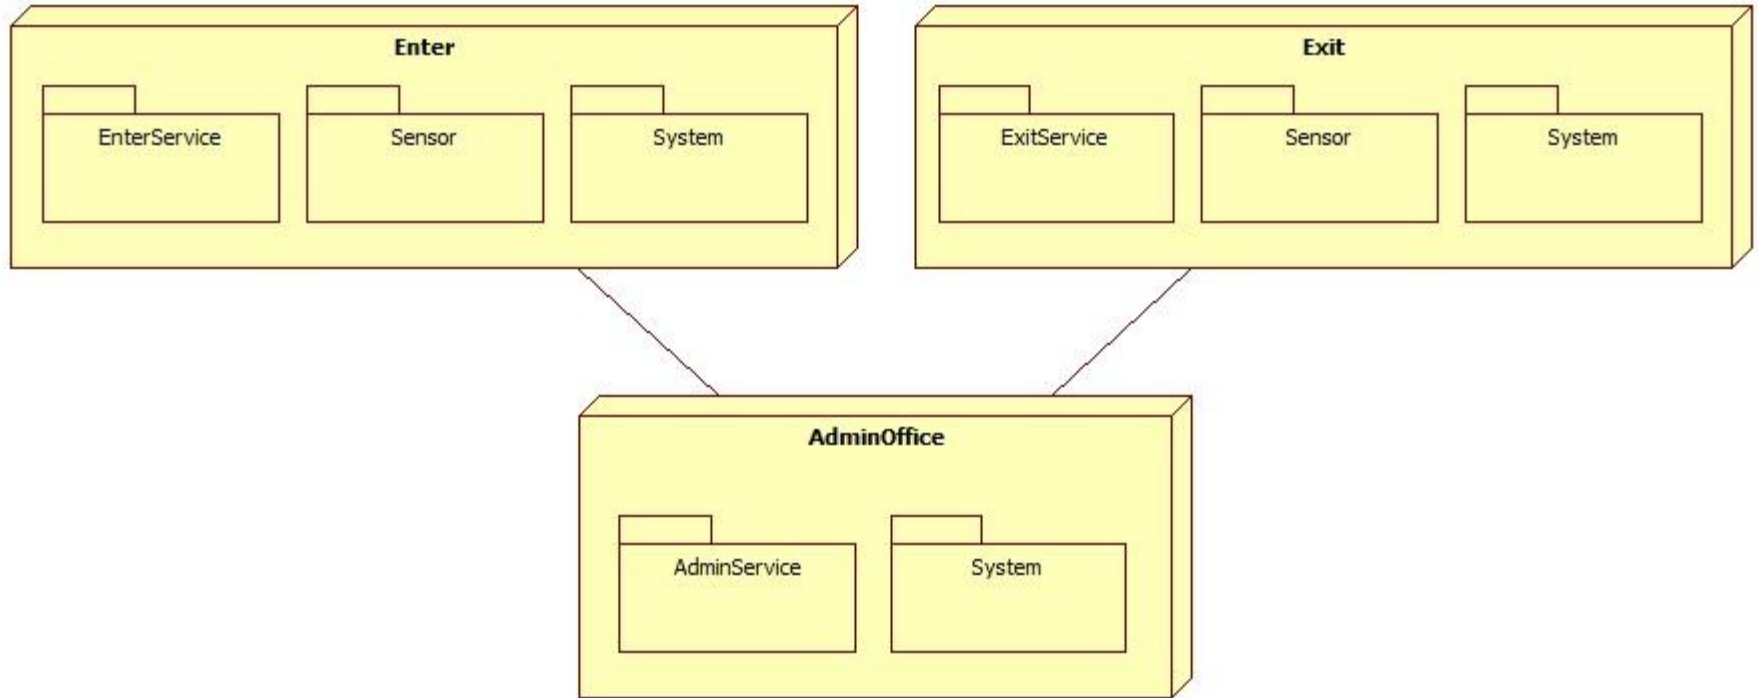 Enter
EnterService
Sensor
System
Exit
ExitService
Sensor
System
AdminOffice
AdminService
System